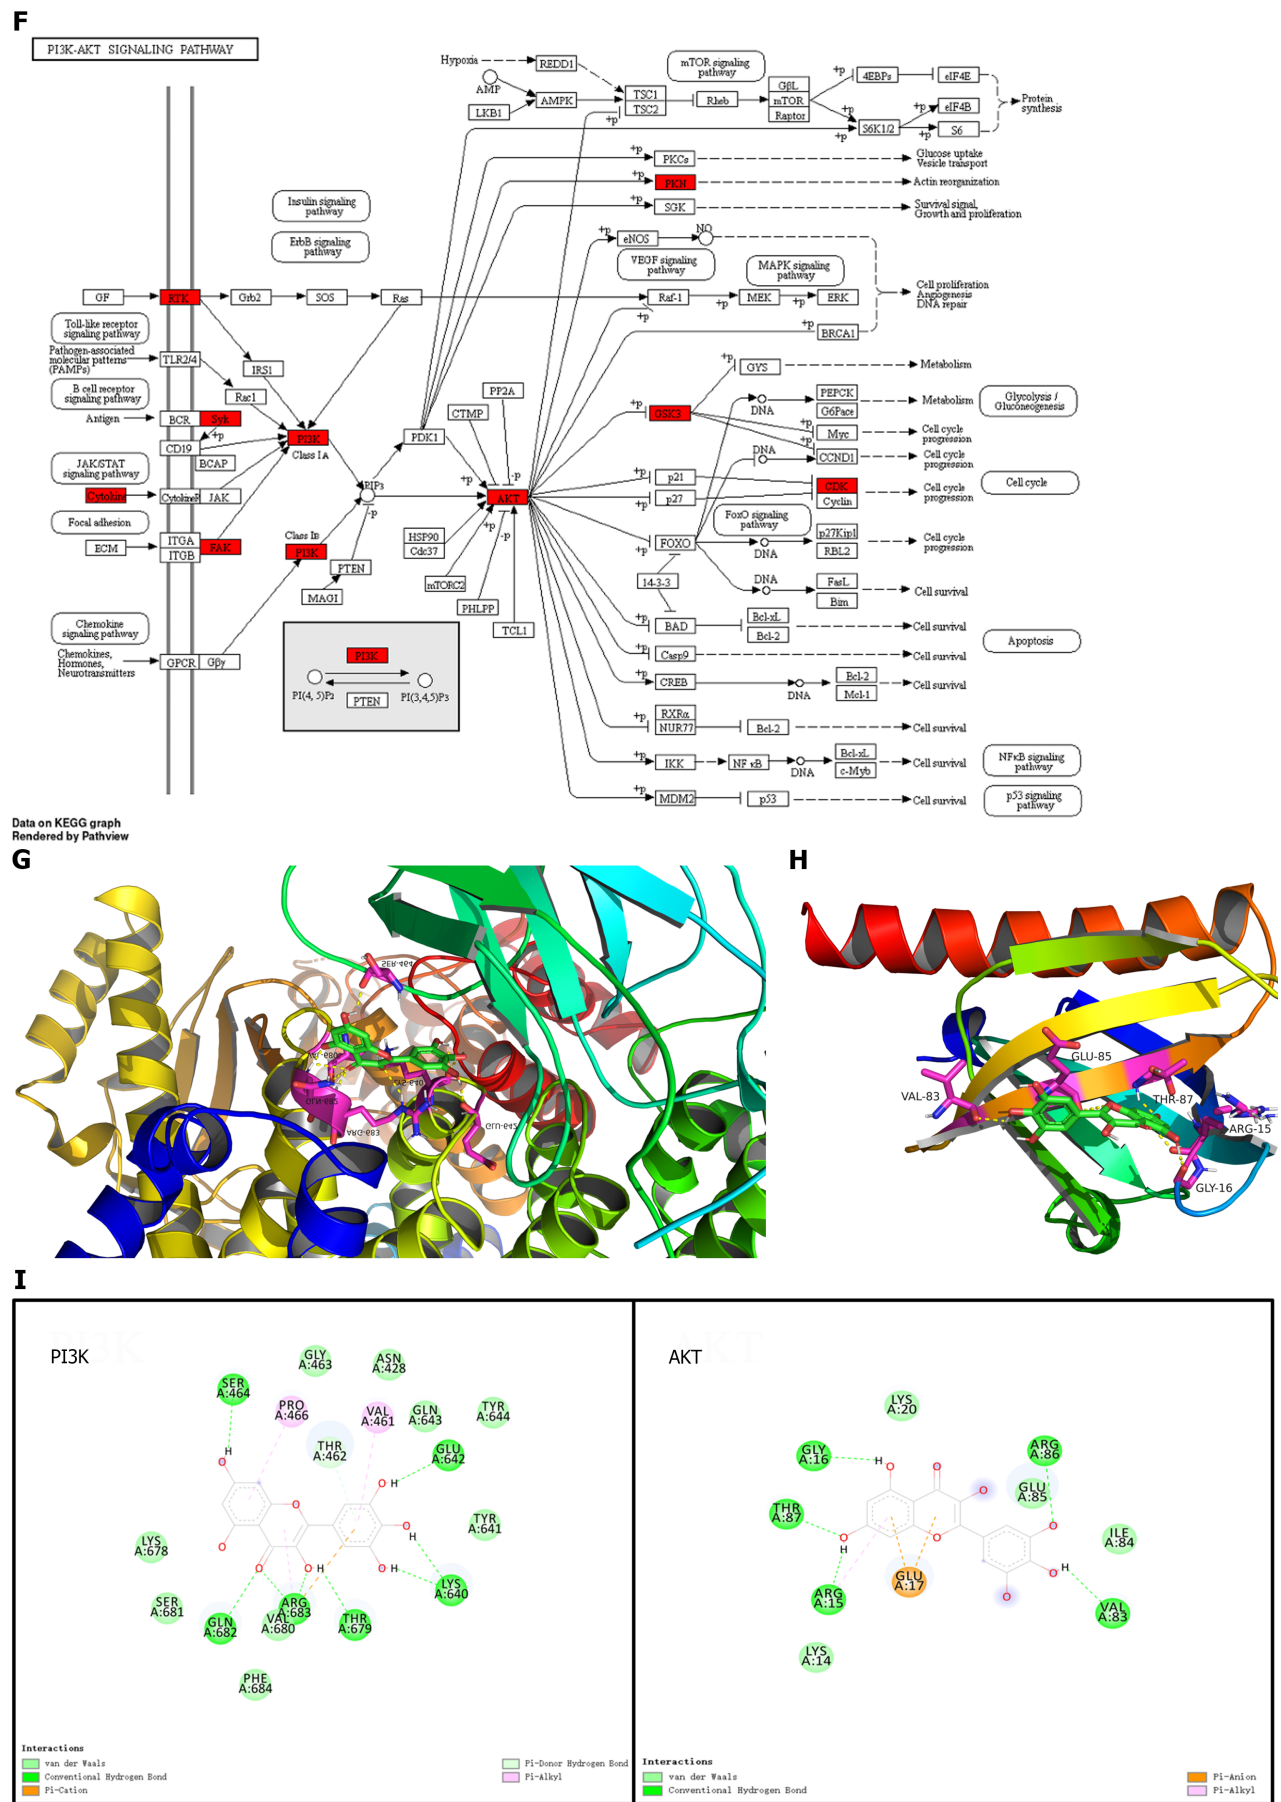 F
PI3K-AKT SIGNALING PATHWAY
Hypoxia
REDD1
mTOR signaling
pathway
AMP
LKB1
AMPK
TSC1
TSC2
Rheb
GβL
mTOR
Raptor
+p
4EBPs
eIF4E
eIF4B
S6K1/2
S6
+p
+p
+p
+p
+p
Protein
synthesis
+p
PKCs
Glucose uptake
Vesicle transport
+p
PKN
Actin reorganization
+p
SGK
Survival signal,
Growth and proliferation
Insulin signaling
pathway
ErbB signaling
pathway
+p
eNOS
NO
VEGF signaling
pathway
MAPK signaling
pathway
GF
RTK
Grb2
SOS
Ras
Raf-1
MEK
ERK
+p
+p
+p
+p
BRCA1
Cell proliferation
Angiogenesis
DNA repair
Toll-like receptor
signaling pathway
Pathogen-associated
molecular patterns
(PAMPs)
TLR2/4
IRS1
Rac1
B cell receptor
signaling pathway
Antigen
BCR
Syk
+p
CD19
BCAP
PI3K
Class IA
JAK/STAT
signaling pathway
Cytokine
CytokineR
JAK
Focal adhesion
ECM
ITGA
ITGB
FAK
Class IB
PI3K
PIP3
-p
PTEN
MAGI
Chemokine
signaling pathway
Chemokines,
Hormones,
Neurotransmitters
GPCR
Gβγ
PI3K
PI(4, 5)P2
PI(3,4,5)P3
PTEN
PDK1
CTMP
PP2A
-p
+p
AKT
+p
-p
HSP90
Cdc37
mTORC2
PHLPP
TCL1
+p
GSK3
+p
GYS
Metabolism
PEPCK
G6Pace
DNA
Metabolism
Glycolysis /
Gluconeogenesis
+p
Myc
Cell cycle
progression
DNA
+p
CCND1
Cell cycle
progression
+p
p21
+p
p27
CDK
Cyclin
Cell cycle
progression
Cell cycle
FoxO signaling
pathway
+p
FOXO
DNA
p27Kip1
RBL2
Cell cycle
progression
14-3-3
DNA
FasL
Bim
Cell survival
+p
BAD
Bcl-xL
Bcl-2
Cell survival
Apoptosis
+p
Casp9
Cell survival
+p
CREB
DNA
Bcl-2
Mcl-1
Cell survival
+p
RXRα
NUR77
Bcl-2
Cell survival
+p
IKK
NFκB
DNA
Bcl-xL
c-Myb
Cell survival
NFκB signaling
pathway
+p
MDM2
p53
Cell survival
p53 signaling
pathway
Data on KEGG graph
Rendered by Pathview
G
SER-464
VAL-680
LYS-640
GLN-682
ARG-683
GLU-642
H
GLU-85
VAL-83
THR-87
ARG-15
GLY-16
I
PI3K
GLY
A:463
ASN
A:428
SER
A:464
PRO
A:466
VAL
A:461
GLN
A:643
TYR
A:644
THR
A:462
GLU
A:642
H
O
H
O
O
TYR
A:641
O
H
LYS
A:678
O
O
O
H
O
H
LYS
A:640
SER
A:681
GLN
A:682
VAL
A:680
ARG
A:683
THR
A:679
PHE
A:684
Interactions
van der Waals
Conventional Hydrogen Bond
Pi-Cation
Pi-Donor Hydrogen Bond
Pi-Alkyl
AKT
LYS
A:20
GLY
A:16
ARG
A:86
H
O
O
O
GLU
A:85
THR
A:87
O
H
O
O
ILE
A:84
O
H
GLU
A:17
O
ARG
A:15
VAL
A:83
LYS
A:14
Interactions
van der Waals
Conventional Hydrogen Bond
Pi-Anion
Pi-Alkyl